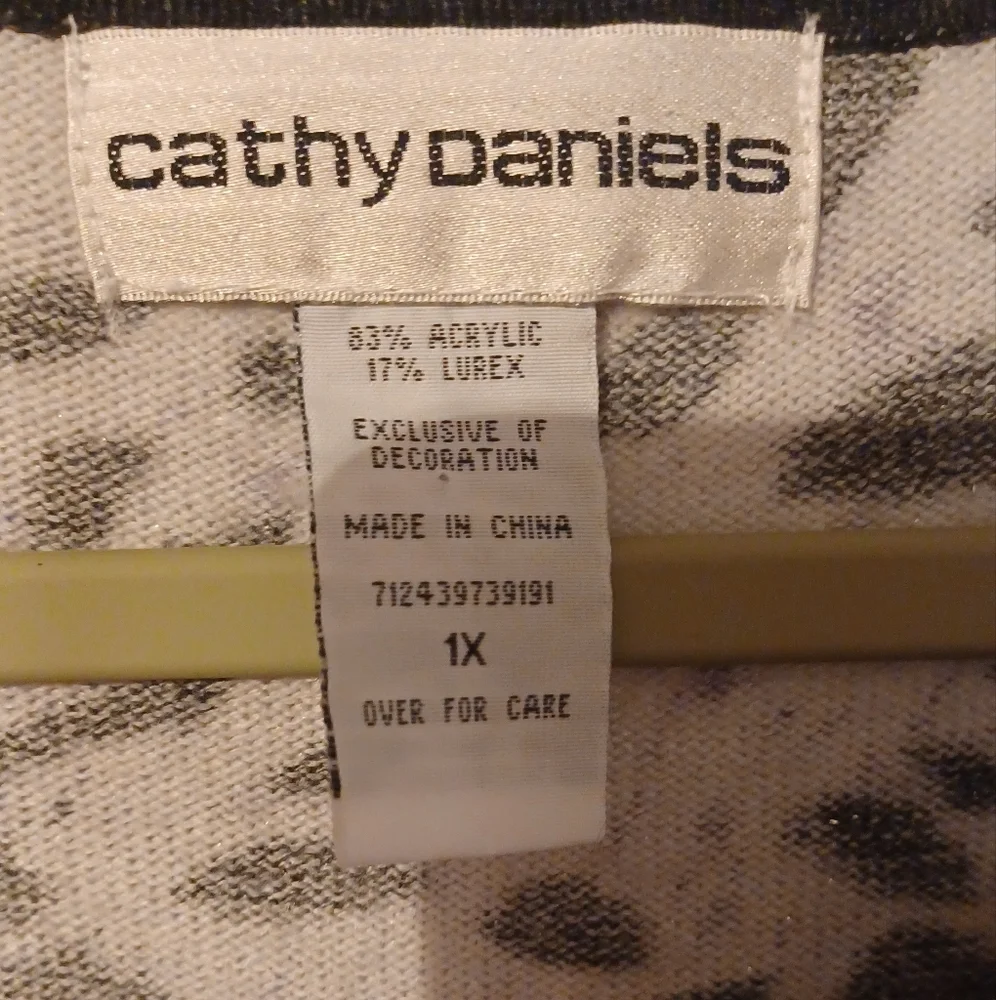 cathy Daniels
83% ACRYLIC
17% LUREX
EXCLUSIVE OF
DECORATION
MADE IN CHINA
712439739191
1X
OVER FOR CARE